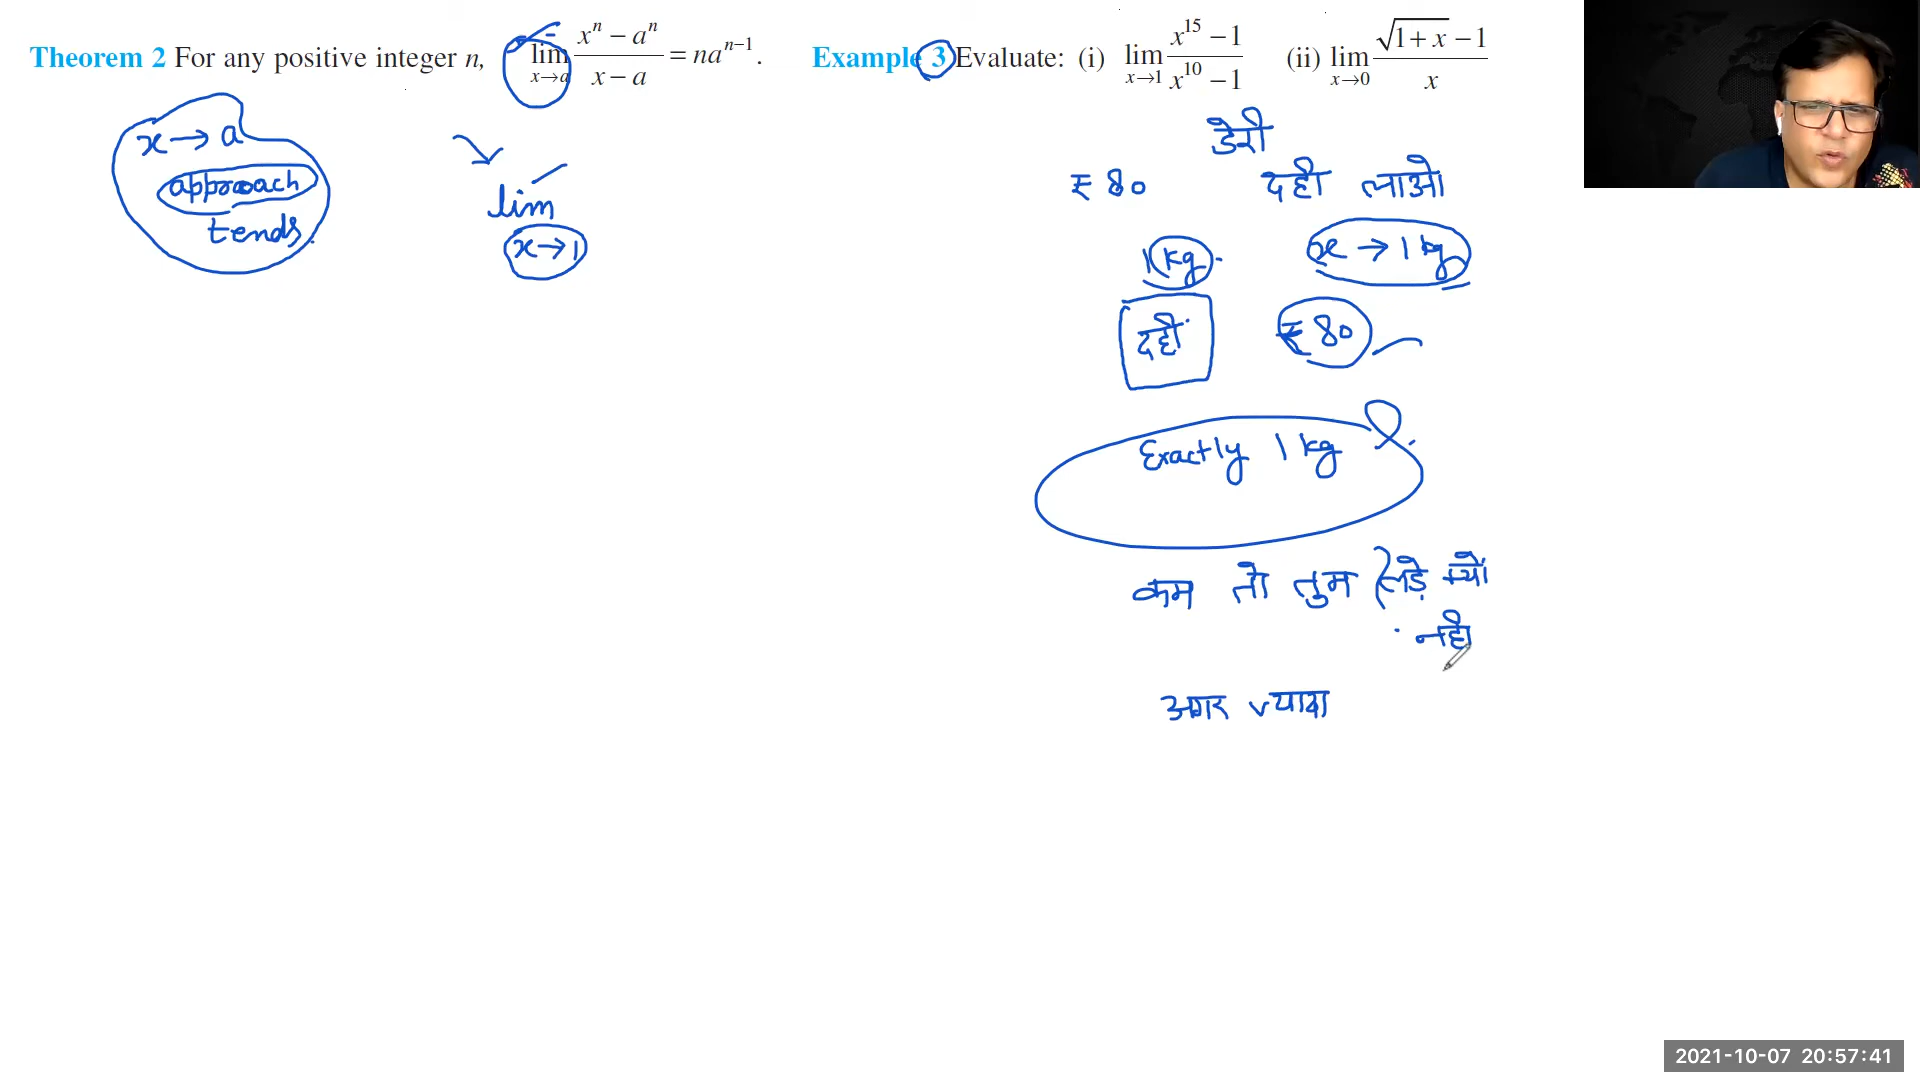 Theorem 2 For any positive integer n, lim x→a (xⁿ − aⁿ)/(x − a) = naⁿ⁻¹.
x → a
approach
tends.
lim
x → 1
Example 3 Evaluate: (i) lim x→1 (x¹⁵ − 1)/(x¹⁰ − 1) (ii) lim x→0 (√(1 + x) − 1)/x
डेरी
₹ 80 दही लाओ
1 kg. x → 1 kg
दही ₹ 80
Exactly 1 kg
कम तो तुम लड़े क्यों
नही
अगर ज्यादा
2021-10-07 20:57:41